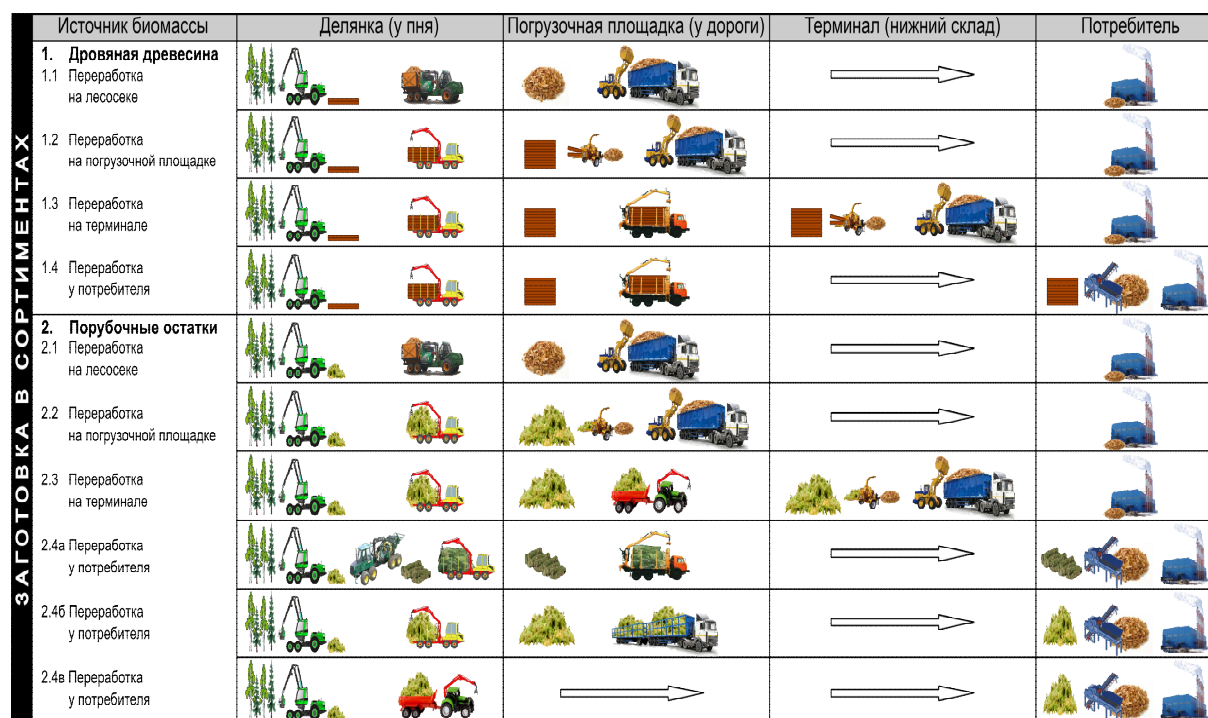 Источник биомассы
Делянка (у пня)
Погрузочная площадка (у дороги)
Терминал (нижний склад)
Потребитель
ЗАГОТОВКА В СОРТИМЕНТАХ
1. Дровяная древесина
1.1 Переработка
на лесосеке
1.2 Переработка
на погрузочной площадке
1.3 Переработка
на терминале
1.4 Переработка
у потребителя
2. Порубочные остатки
2.1 Переработка
на лесосеке
2.2 Переработка
на погрузочной площадке
2.3 Переработка
на терминале
2.4а Переработка
у потребителя
2.4б Переработка
у потребителя
2.4в Переработка
у потребителя